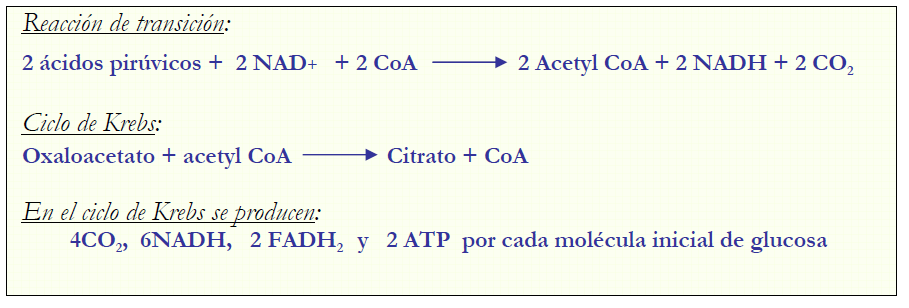 Reacción de transición:
2 ácidos pirúvicos + 2 NAD+ + 2 CoA ⟶ 2 Acetyl CoA + 2 NADH + 2 CO₂
Ciclo de Krebs:
Oxaloacetato + acetyl CoA ⟶ Citrato + CoA
En el ciclo de Krebs se producen:
4CO₂, 6NADH, 2 FADH₂ y 2 ATP por cada molécula inicial de glucosa